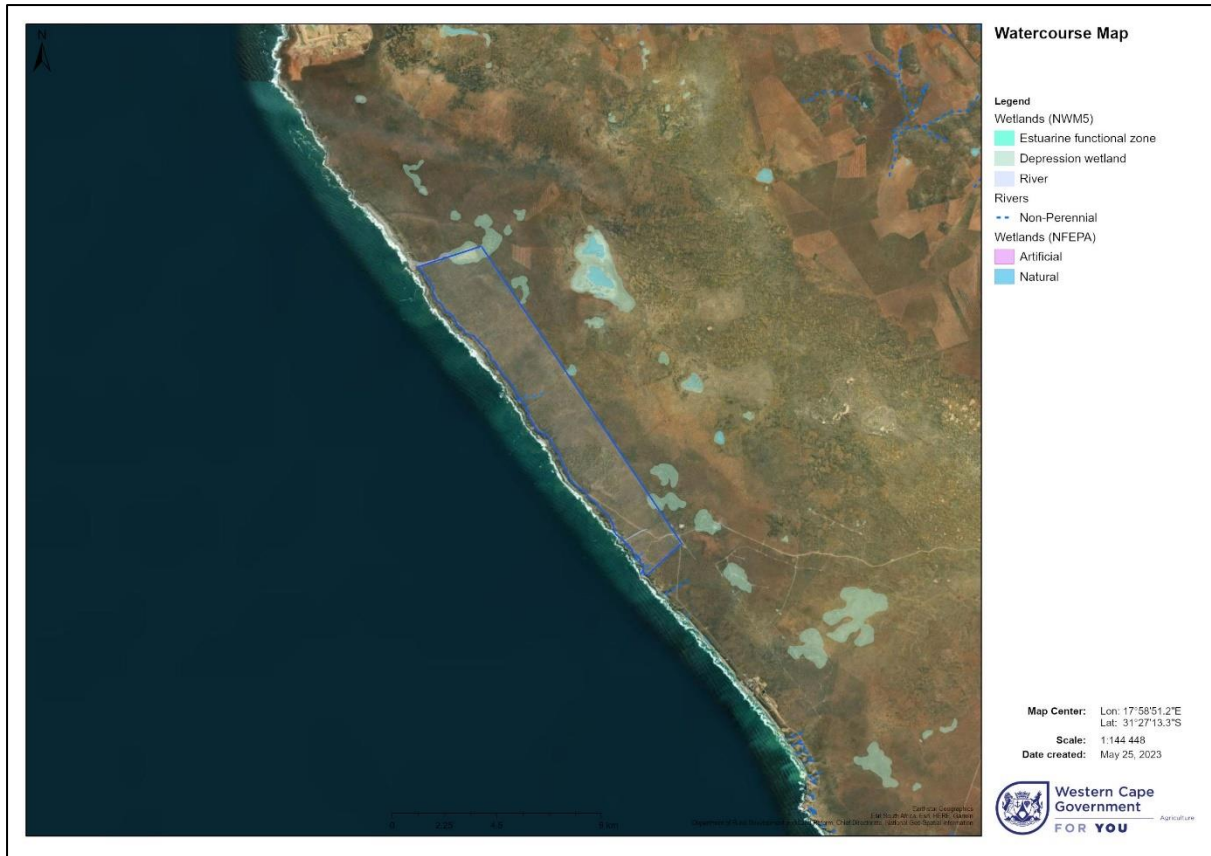 Watercourse Map
N
Legend
Wetlands (NWM5)
Estuarine functional zone
Depression wetland
River
Rivers
Non-Perennial
Wetlands (NFEPA)
Artificial
Natural
Map Center: Lon: 17°58'51.2"E
Lat: 31°27'13.3"S
Scale: 1:144 448
Date created: May 25, 2023
0 2.25 4.5 9 km
Earthstar Geographics
Western Cape
Government
Agriculture
FOR YOU